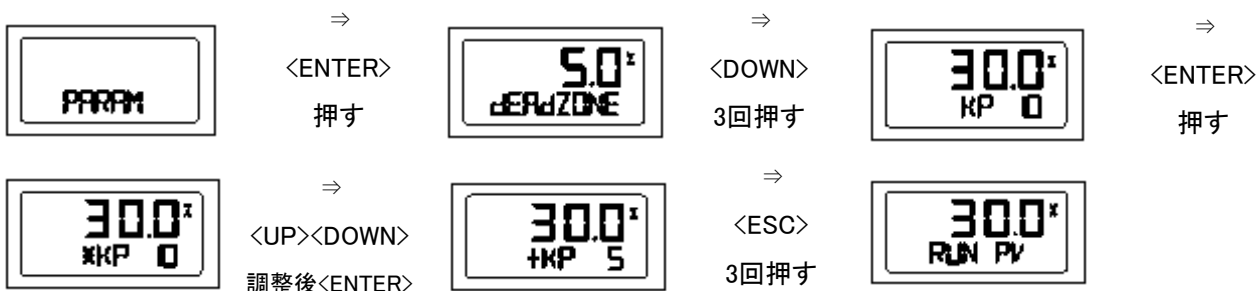 ⇒ ⇒ ⇒
PARAM
<ENTER>
押す
5.0%
dEAdZONE
<DOWN>
3回押す
30.0%
KP 10
<ENTER>
押す
⇒ ⇒
30.0%
*KP 10
<UP><DOWN>
調整後<ENTER>
30.0%
+KP 5
<ESC>
3回押す
30.0%
RUN PV